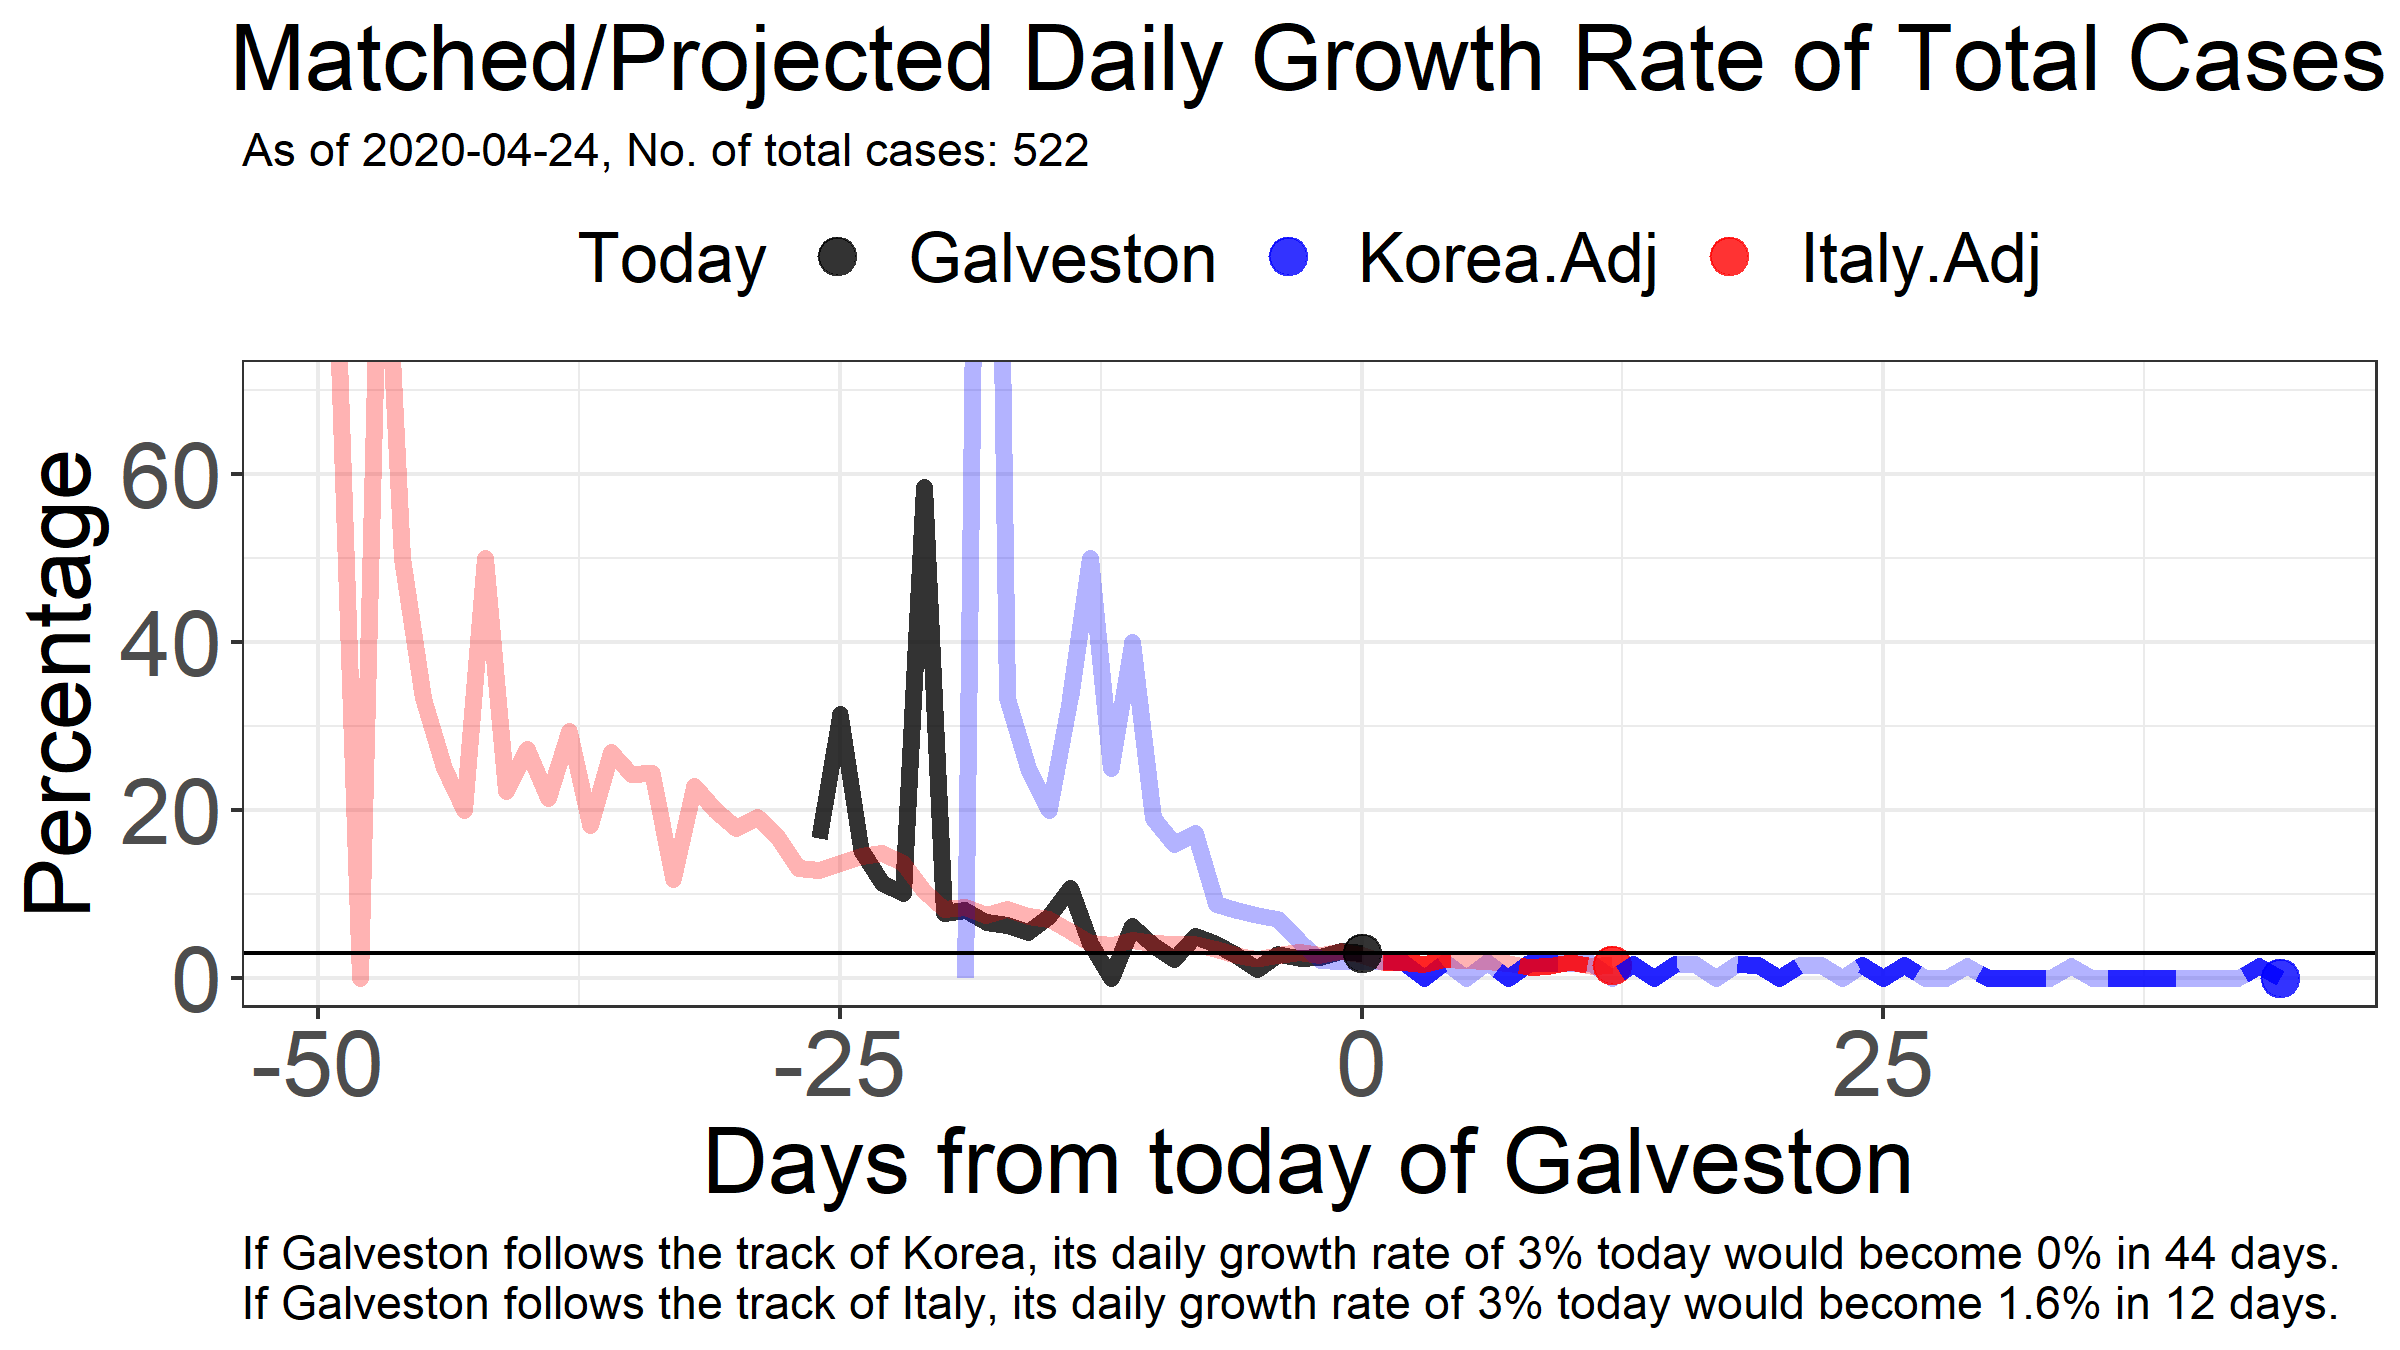 Matched/Projected Daily Growth Rate of Total Cases
As of 2020-04-24, No. of total cases: 522
Today Galveston Korea.Adj Italy.Adj
Percentage
60
40
20
0
-50 -25 0 25
Days from today of Galveston
If Galveston follows the track of Korea, its daily growth rate of 3% today would become 0% in 44 days.
If Galveston follows the track of Italy, its daily growth rate of 3% today would become 1.6% in 12 days.